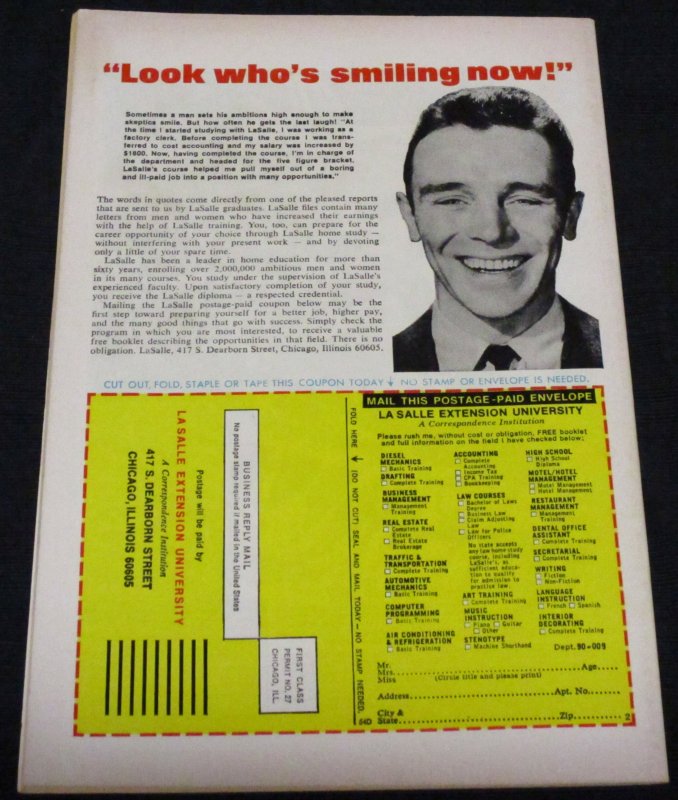 “Look who's smiling now!”
Sometimes a man sets his ambitions high enough to make
skeptics smile. But how often he gets the last laugh! "At
the time I started studying with LaSalle, I was working as a
factory clerk. Before completing the course I was trans-
ferred to cost accounting and my salary was increased by
$1600. Now, having completed the course, I'm in charge of
the department and headed for the five figure bracket.
LaSalle's course helped me pull myself out of a boring
and ill-paid job into a position with many opportunities."
The words in quotes come directly from one of the pleased reports
that are sent to us by LaSalle graduates. LaSalle files contain many
letters from men and women who have increased their earnings
with the help of LaSalle training. You, too, can prepare for the
career opportunity of your choice through LaSalle home study —
without interfering with your present work — and by devoting
only a little of your spare time.
LaSalle has been a leader in home education for more than
sixty years, enrolling over 2,000,000 ambitious men and women
in its many courses. You study under the supervision of LaSalle's
experienced faculty. Upon satisfactory completion of your study,
you receive the LaSalle diploma — a respected credential.
Mailing the LaSalle postage-paid coupon below may be the
first step toward preparing yourself for a better job, higher pay,
and the many good things that go with success. Simply check the
program in which you are most interested, to receive a valuable
free booklet describing the opportunities in that field. There is no
obligation. LaSalle, 417 S. Dearborn Street, Chicago, Illinois 60605.
CUT OUT, FOLD, STAPLE OR TAPE THIS COUPON TODAY ↓ NO STAMP OR ENVELOPE IS NEEDED.
BUSINESS REPLY MAIL
No postage stamp required if mailed in the United States
Postage will be paid by
LA SALLE EXTENSION UNIVERSITY
A Correspondence Institution
417 S. DEARBORN STREET
CHICAGO, ILLINOIS 60605
FIRST CLASS
PERMIT NO. 27
CHICAGO, ILL.
FOLD HERE ↓ (DO NOT CUT) SEAL AND MAIL TODAY—NO STAMP NEEDED.
MAIL THIS POSTAGE-PAID ENVELOPE
LA SALLE EXTENSION UNIVERSITY
A Correspondence Institution
Please rush me, without cost or obligation, FREE booklet
and full information on the field I have checked below:
DIESEL
MECHANICS
Basic Training
DRAFTING
Complete Training
BUSINESS
MANAGEMENT
Management
Training
REAL ESTATE
Complete Real
Estate
Real Estate
Brokerage
TRAFFIC &
TRANSPORTATION
Complete Training
AUTOMOTIVE
MECHANICS
Basic Training
COMPUTER
PROGRAMMING
Basic Training
AIR CONDITIONING
& REFRIGERATION
Basic Training
ACCOUNTING
Complete
Accounting
Income Tax
CPA Training
Bookkeeping
LAW COURSES
Bachelor of Laws
Degree
Business Law
Claim Adjusting
Law
Law for Police
Officers
No state accepts
any law home study
course, including
LaSalle's, as
sufficient educa-
tion to qualify
for admission to
practice law
ART TRAINING
Complete Training
MUSIC
INSTRUCTION
Piano Guitar
Other
STENOTYPE
Machine Shorthand
HIGH SCHOOL
High School
Diploma
MOTEL/HOTEL
MANAGEMENT
Motel Management
Hotel Management
RESTAURANT
MANAGEMENT
Management
Training
DENTAL OFFICE
ASSISTANT
Complete Training
SECRETARIAL
Complete Training
WRITING
Fiction
Non-Fiction
LANGUAGE
INSTRUCTION
French Spanish
INTERIOR
DECORATING
Complete Training
Dept. 90-009
Mr.
Mrs. Age
Miss (Circle title and please print)
Address Apt. No.
City &
State Zip
54D 2